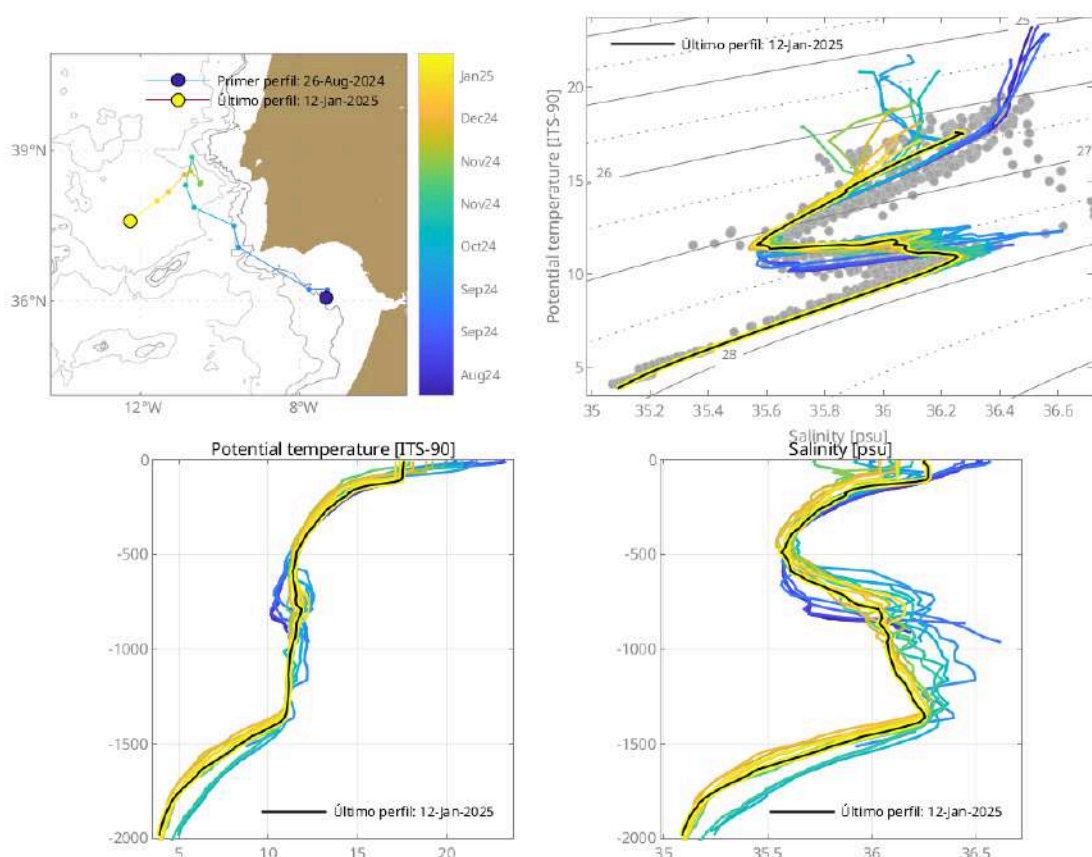 Primer perfil: 26-Aug-2024
Último perfil: 12-Jan-2025
39°N
36°N
12°W
8°W
Jan25
Dec24
Nov24
Nov24
Oct24
Sep24
Sep24
Aug24
Último perfil: 12-Jan-2025
Potential temperature [ITS-90]
20
15
10
5
25
26
27
28
35
35.2
35.4
35.6
35.8
36
36.2
36.4
36.6
Salinity [psu]
Potential temperature [ITS-90]
0
-500
-1000
-1500
-2000
5
10
15
20
Último perfil: 12-Jan-2025
Salinity [psu]
0
-500
-1000
-1500
-2000
35
35.5
36
36.5
Último perfil: 12-Jan-2025